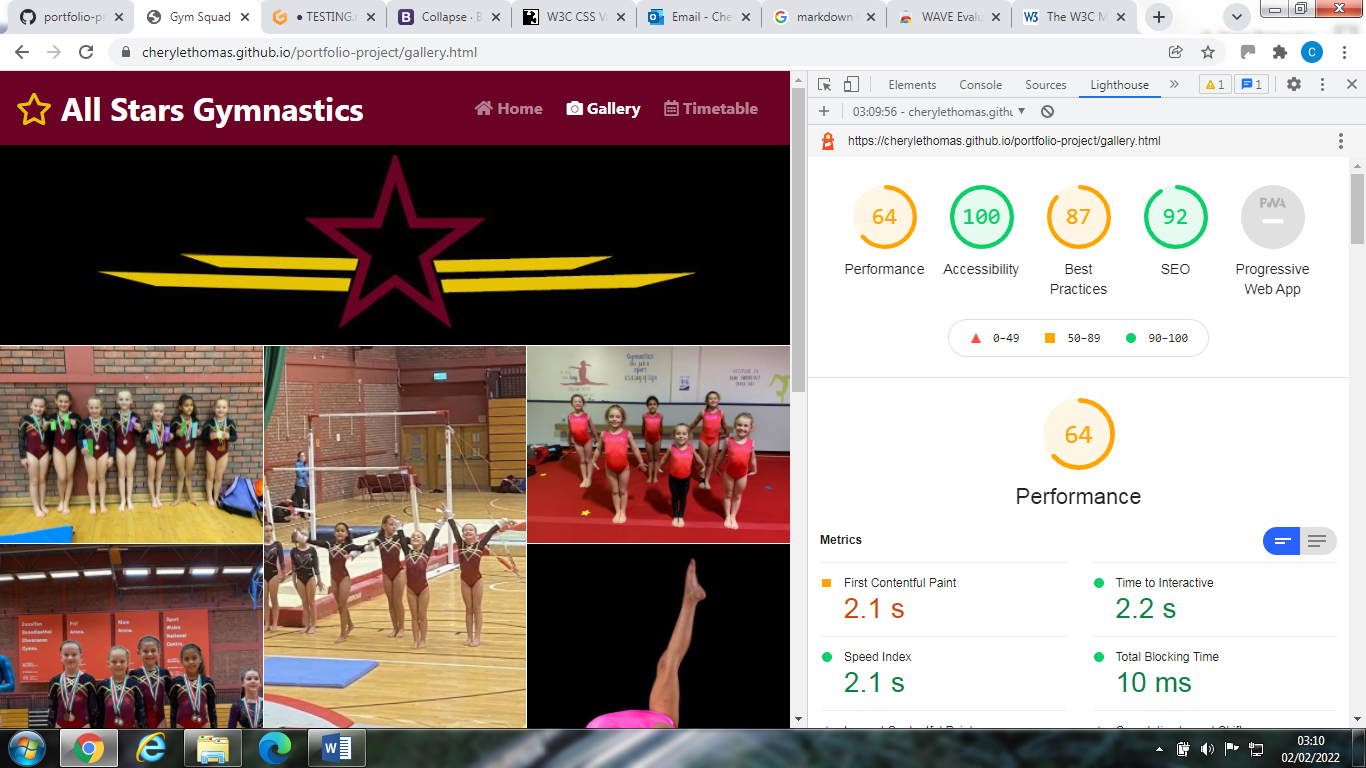 portfolio-p
Gym Squad
● TESTING.
Collapse · B
W3C CSS Va
Email - Che
markdown
WAVE Evalu
The W3C M
cherylethomas.github.io/portfolio-project/gallery.html
C
All Stars Gymnastics
Home
Gallery
Timetable
Elements
Console
Sources
Lighthouse
1
1
03:09:56 - cherylethomas.githu
https://cherylethomas.github.io/portfolio-project/gallery.html
64
100
87
92
PWA
Performance
Accessibility
Best Practices
SEO
Progressive Web App
0–49
50–89
90–100
64
Performance
Metrics
First Contentful Paint
2.1 s
Time to Interactive
2.2 s
Speed Index
2.1 s
Total Blocking Time
10 ms
Sport
Wales
National
Centre.
03:10
02/02/2022